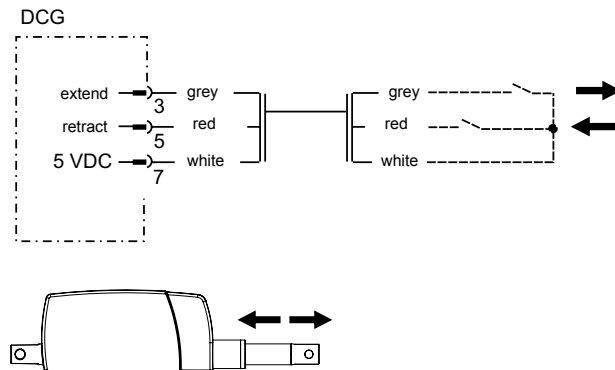 DCG
extend 3 grey grey
retract 5 red red
5 VDC 7 white white